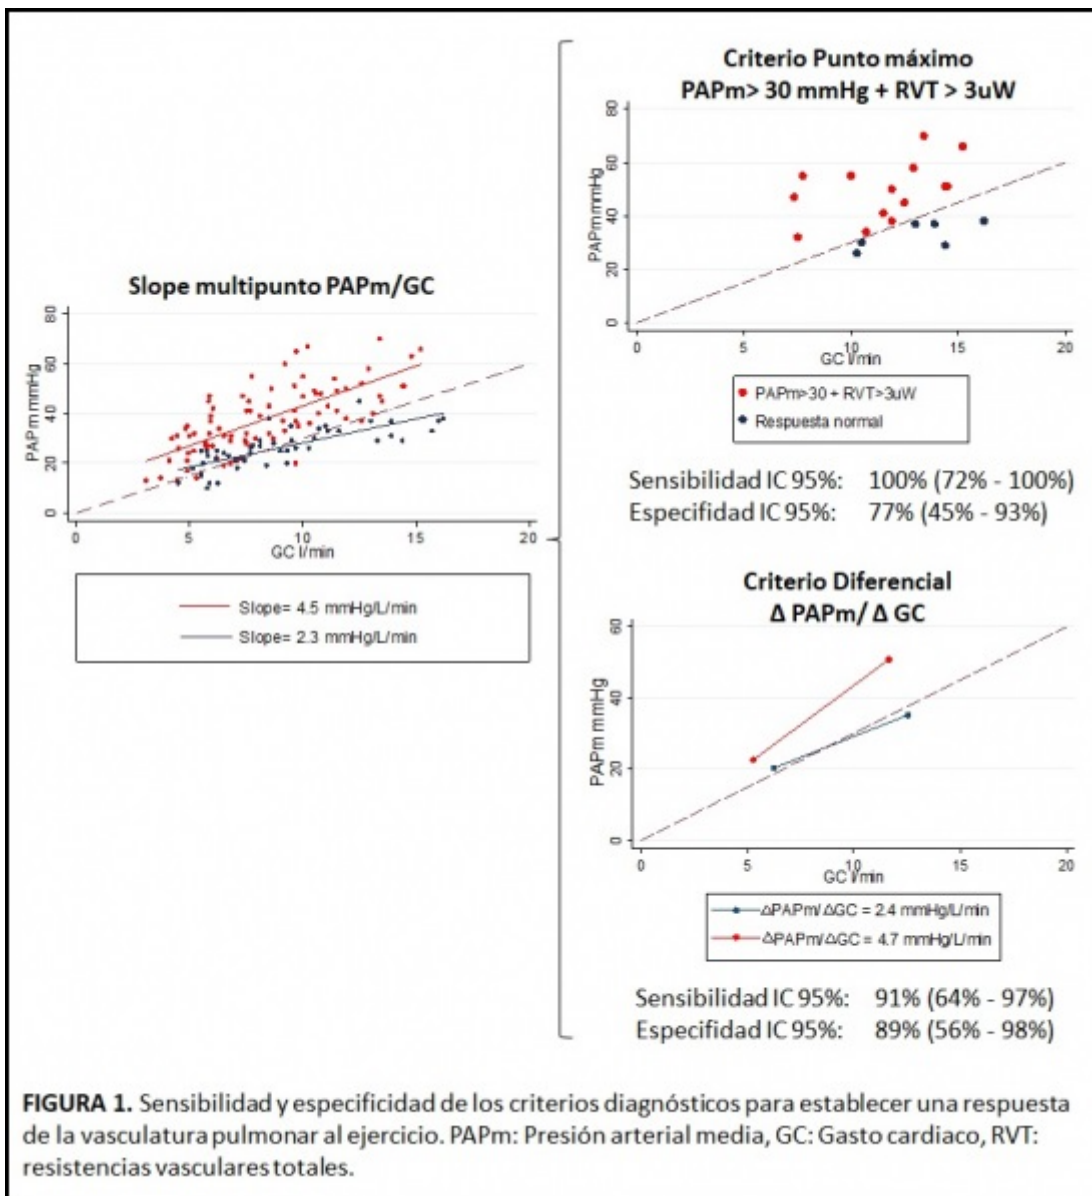 Slope multipunto PAPm/GC
PAPm mmHg
80
60
40
20
0
0 5 10 15 20
GC l/min
Slope= 4.5 mmHg/L/min
Slope= 2.3 mmHg/L/min
Criterio Punto máximo
PAPm> 30 mmHg + RVT > 3uW
PAPm mmHg
80
60
40
20
0
0 5 10 15 20
GC l/min
PAPm>30 + RVT>3uW
Respuesta normal
Sensibilidad IC 95%: 100% (72% - 100%)
Especifidad IC 95%: 77% (45% - 93%)
Criterio Diferencial
Δ PAPm/ Δ GC
PAPm mmHg
60
40
20
0
0 5 10 15 20
GC l/min
ΔPAPm/ΔGC = 2.4 mmHg/L/min
ΔPAPm/ΔGC = 4.7 mmHg/L/min
Sensibilidad IC 95%: 91% (64% - 97%)
Especifidad IC 95%: 89% (56% - 98%)
FIGURA 1. Sensibilidad y especificidad de los criterios diagnósticos para establecer una respuesta
de la vasculatura pulmonar al ejercicio. PAPm: Presión arterial media, GC: Gasto cardiaco, RVT:
resistencias vasculares totales.